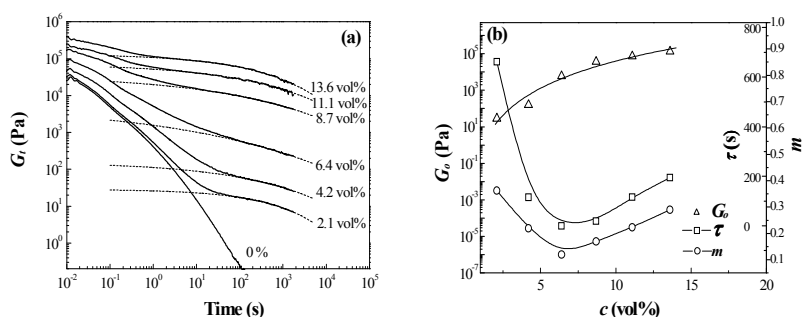 (a)
10^6
10^5
10^4
10^3
10^2
10^1
10^0
G_t (Pa)
13.6 vol%
11.1 vol%
8.7 vol%
6.4 vol%
4.2 vol%
2.1 vol%
0 %
10^-2 10^-1 10^0 10^1 10^2 10^3 10^4 10^5
Time (s)
(b)
10^5
10^3
10^1
10^-1
10^-3
10^-5
10^-7
G_o (Pa)
G_o
τ
m
800
600
400
200
0
-200
τ (s)
1.0
0.9
0.8
0.7
0.6
0.5
0.4
0.3
0.2
0.1
m
5 10 15 20
c (vol%)